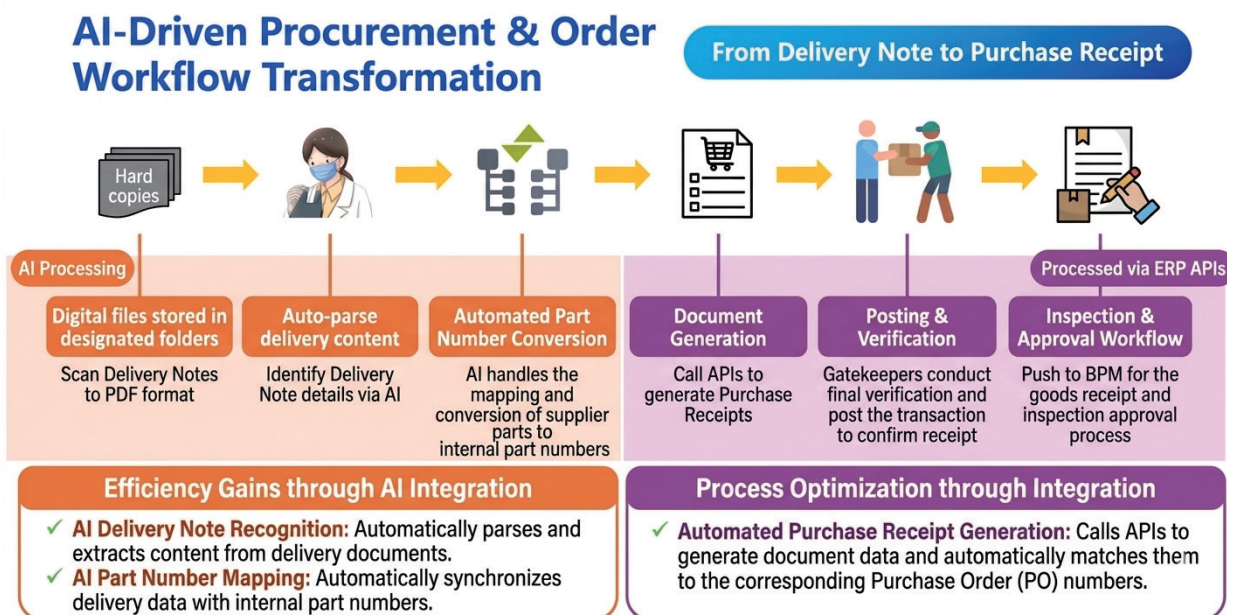 AI-Driven Procurement & Order
Workflow Transformation
From Delivery Note to Purchase Receipt
Hard
copies
AI Processing
Processed via ERP APIs
Digital files stored in
designated folders
Scan Delivery Notes
to PDF format
Auto-parse
delivery content
Identify Delivery
Note details via AI
Automated Part
Number Conversion
AI handles the
mapping and
conversion of supplier
parts to
internal part numbers
Document
Generation
Call APIs to
generate Purchase
Receipts
Posting &
Verification
Gatekeepers conduct
final verification and
post the transaction
to confirm receipt
Inspection &
Approval Workflow
Push to BPM for the
goods receipt and
inspection approval
process
Efficiency Gains through AI Integration
✓ AI Delivery Note Recognition: Automatically parses and
extracts content from delivery documents.
✓ AI Part Number Mapping: Automatically synchronizes
delivery data with internal part numbers.
Process Optimization through Integration
✓ Automated Purchase Receipt Generation: Calls APIs to
generate document data and automatically matches them
to the corresponding Purchase Order (PO) numbers.